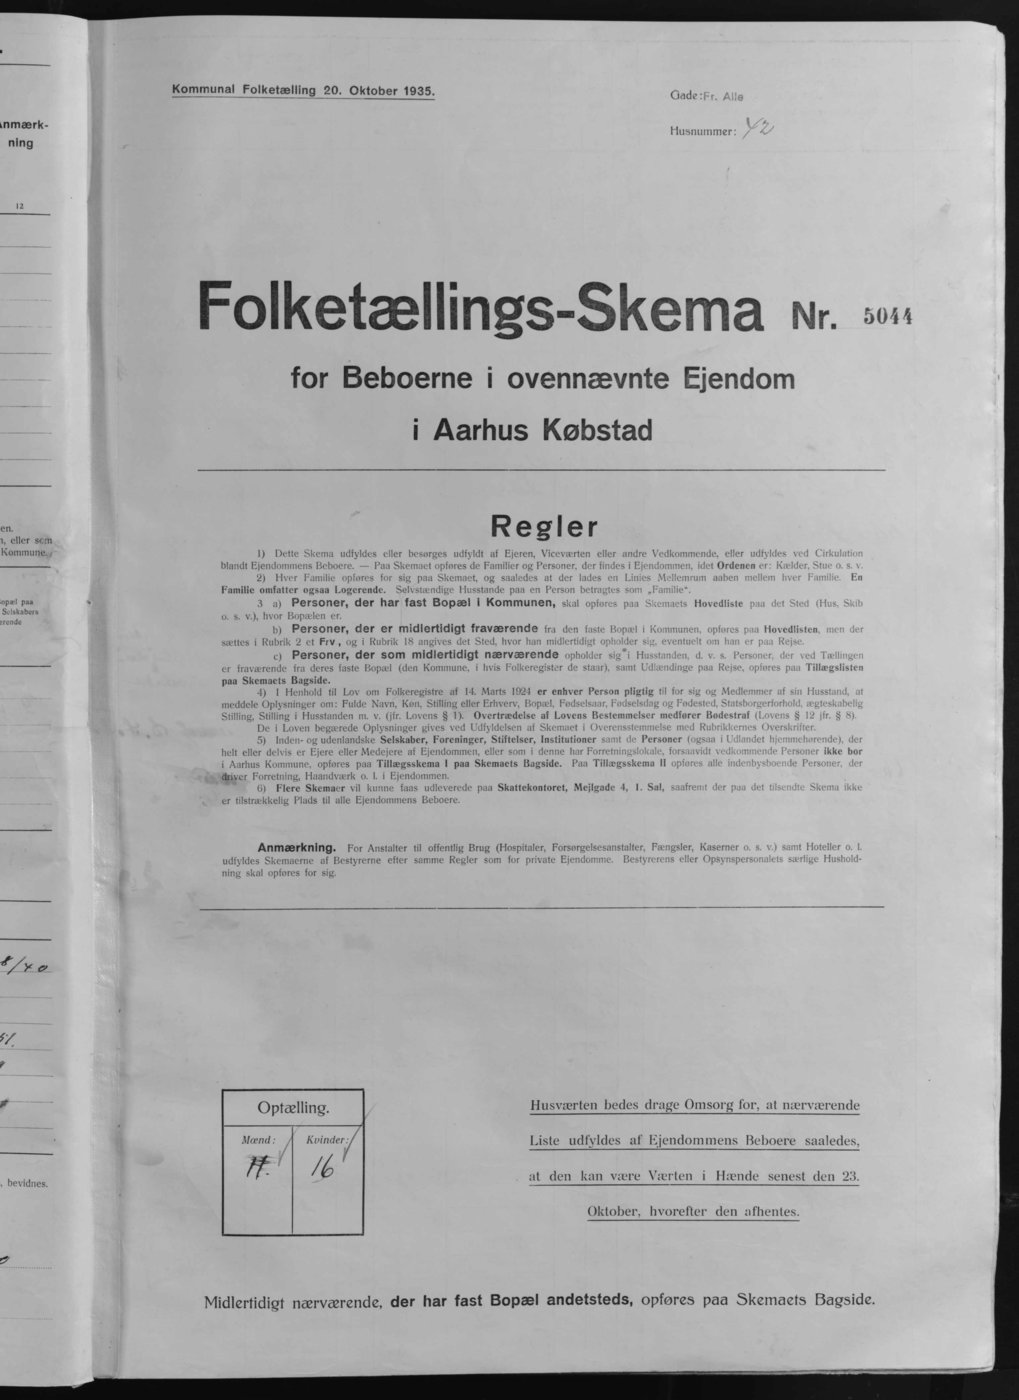 Anmærk-
ning
12
en.
, eller som
Kommune.
opæl paa
Selskabers
rende
8/40
51.
, bevidnes.
Kommunal Folketælling 20. Oktober 1935.
Gade: Fr. Alle
Husnummer: 42
Folketællings-Skema Nr. 5044
for Beboerne i ovennævnte Ejendom
i Aarhus Købstad
Regler
1) Dette Skema udfyldes eller besørges udfyldt af Ejeren, Viceværten eller andre Vedkommende, eller udfyldes ved Cirkulation
blandt Ejendommens Beboere. — Paa Skemaet opføres de Familier og Personer, der findes i Ejendommen, idet Ordenen er: Kælder, Stue o. s. v.
2) Hver Familie opføres for sig paa Skemaet, og saaledes at der lades en Linies Mellemrum aaben mellem hver Familie. En
Familie omfatter ogsaa Logerende. Selvstændige Husstande paa en Person betragtes som „Familie“.
3 a) Personer, der har fast Bopæl i Kommunen, skal opføres paa Skemaets Hovedliste paa det Sted (Hus, Skib
o. s. v.), hvor Bopælen er.
b) Personer, der er midlertidigt fraværende fra den faste Bopæl i Kommunen, opføres paa Hovedlisten, men der
sættes i Rubrik 2 et Frv., og i Rubrik 18 angives det Sted, hvor han midlertidigt opholder sig, eventuelt om han er paa Rejse.
c) Personer, der som midlertidigt nærværende opholder sig i Husstanden, d. v. s. Personer, der ved Tællingen
er fraværende fra deres faste Bopæl (den Kommune, i hvis Folkeregister de staar), samt Udlændinge paa Rejse, opføres paa Tillægslisten
paa Skemaets Bagside.
4) I Henhold til Lov om Folkeregistre af 14. Marts 1924 er enhver Person pligtig til for sig og Medlemmer af sin Husstand, at
meddele Oplysninger om: Fulde Navn, Køn, Stilling eller Erhverv, Bopæl, Fødselsaar, Fødselsdag og Fødested, Statsborgerforhold, ægteskabelig
Stilling, Stilling i Husstanden m. v. (jfr. Lovens § 1). Overtrædelse af Lovens Bestemmelser medfører Bødestraf (Lovens § 12 jfr. § 8).
De i Loven begærede Oplysninger gives ved Udfyldelsen af Skemaet i Overensstemmelse med Rubrikkernes Overskrifter.
5) Inden- og udenlandske Selskaber, Foreninger, Stiftelser, Institutioner samt de Personer (ogsaa i Udlandet hjemmehørende), der
helt eller delvis er Ejere eller Medejere af Ejendommen, eller som i denne har Forretningslokale, forsaavidt vedkommende Personer ikke bor
i Aarhus Kommune, opføres paa Tillægsskema I paa Skemaets Bagside. Paa Tillægsskema II opføres alle indenbysboende Personer, der
driver Forretning, Haandværk o. l. i Ejendommen.
6) Flere Skemaer vil kunne faas udleverede paa Skattekontoret, Mejlgade 4, 1. Sal, saafremt der paa det tilsendte Skema ikke
er tilstrækkelig Plads til alle Ejendommens Beboere.
Anmærkning. For Anstalter til offentlig Brug (Hospitaler, Forsørgelsesanstalter, Fængsler, Kaserner o. s. v.) samt Hoteller o. l.
udfyldes Skemaerne af Bestyrerne efter samme Regler som for private Ejendomme. Bestyrerens eller Opsynspersonalets særlige Hushold-
ning skal opføres for sig.
Optælling.
Mænd: Kvinder:
16
Husværten bedes drage Omsorg for, at nærværende
Liste udfyldes af Ejendommens Beboere saaledes,
at den kan være Værten i Hænde senest den 23.
Oktober, hvorefter den afhentes.
Midlertidigt nærværende, der har fast Bopæl andetsteds, opføres paa Skemaets Bagside.